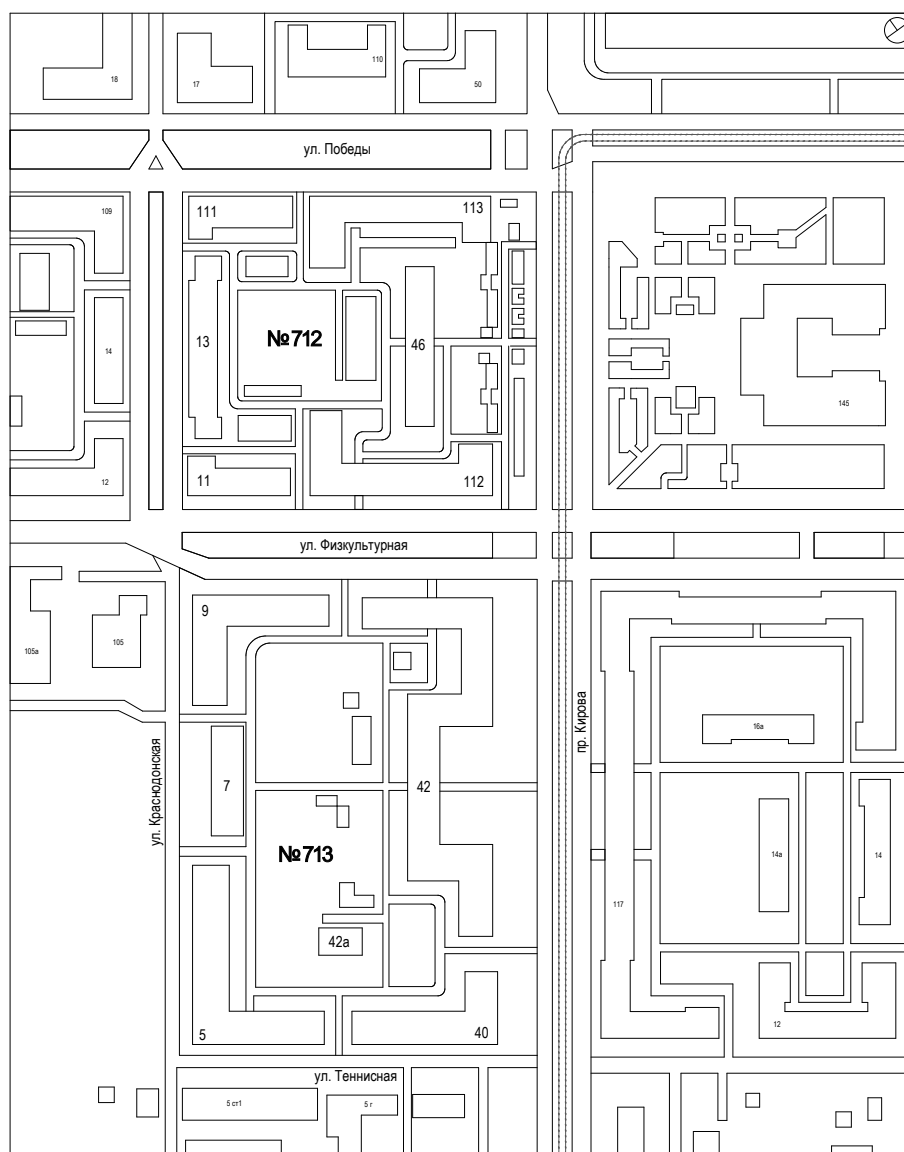 18
17
110
50
ул. Победы
109
111
113
13
№712
46
14
145
12
11
112
ул. Физкультурная
9
105а
105
пр. Кирова
16а
ул. Краснодонская
7
42
№713
14а
14
117
42а
5
40
12
ул. Теннисная
5 ст1
5 г